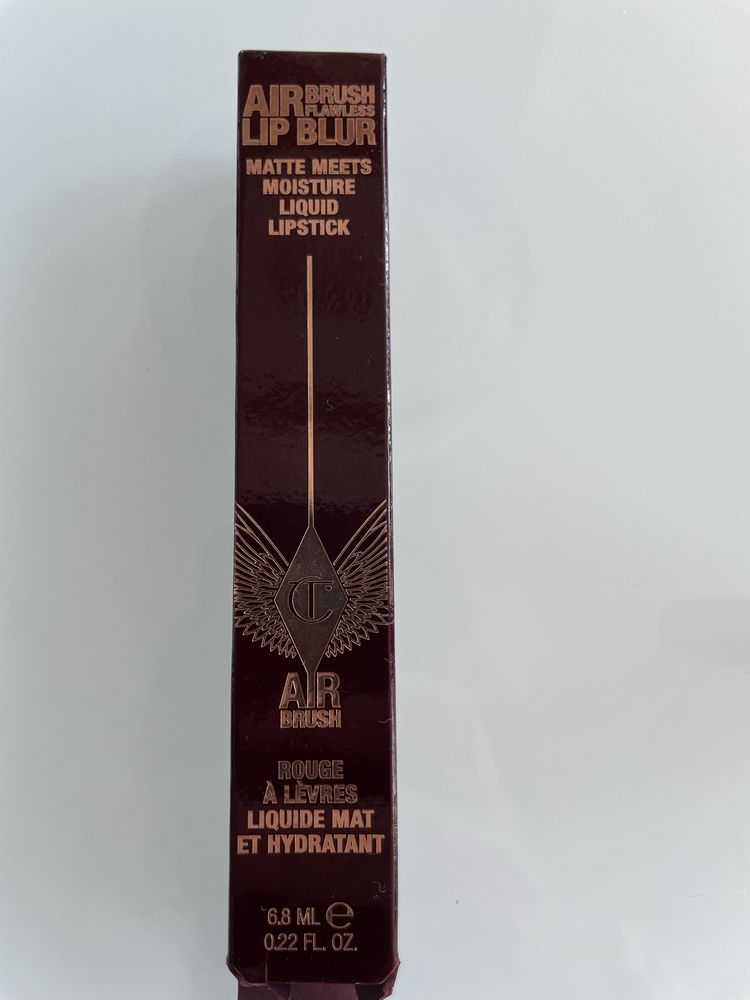 AIR BRUSH
FLAWLESS
LIP BLUR
MATTE MEETS
MOISTURE
LIQUID
LIPSTICK
CT
AIR
BRUSH
ROUGE
À LÈVRES
LIQUIDE MAT
ET HYDRATANT
6.8 ML ℮
0.22 FL. OZ.